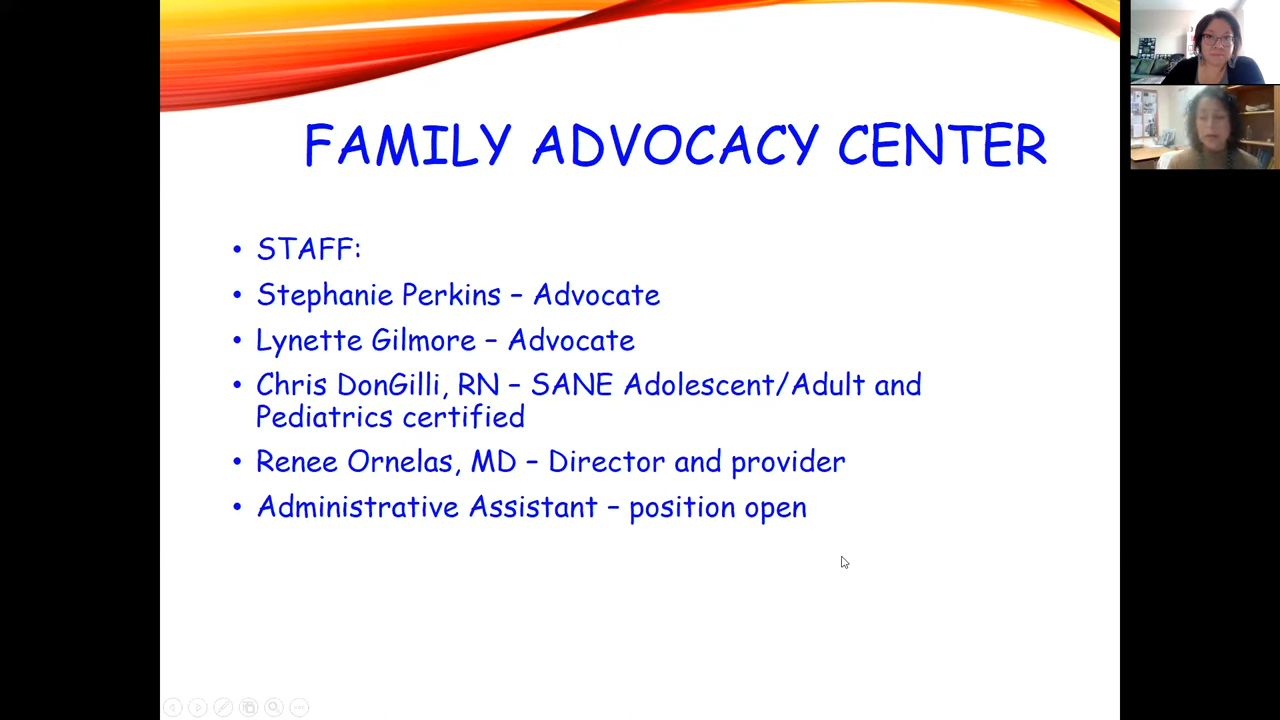 FAMILY ADVOCACY CENTER
• STAFF:
• Stephanie Perkins – Advocate
• Lynette Gilmore – Advocate
• Chris DonGilli, RN – SANE Adolescent/Adult and
Pediatrics certified
• Renee Ornelas, MD – Director and provider
• Administrative Assistant – position open